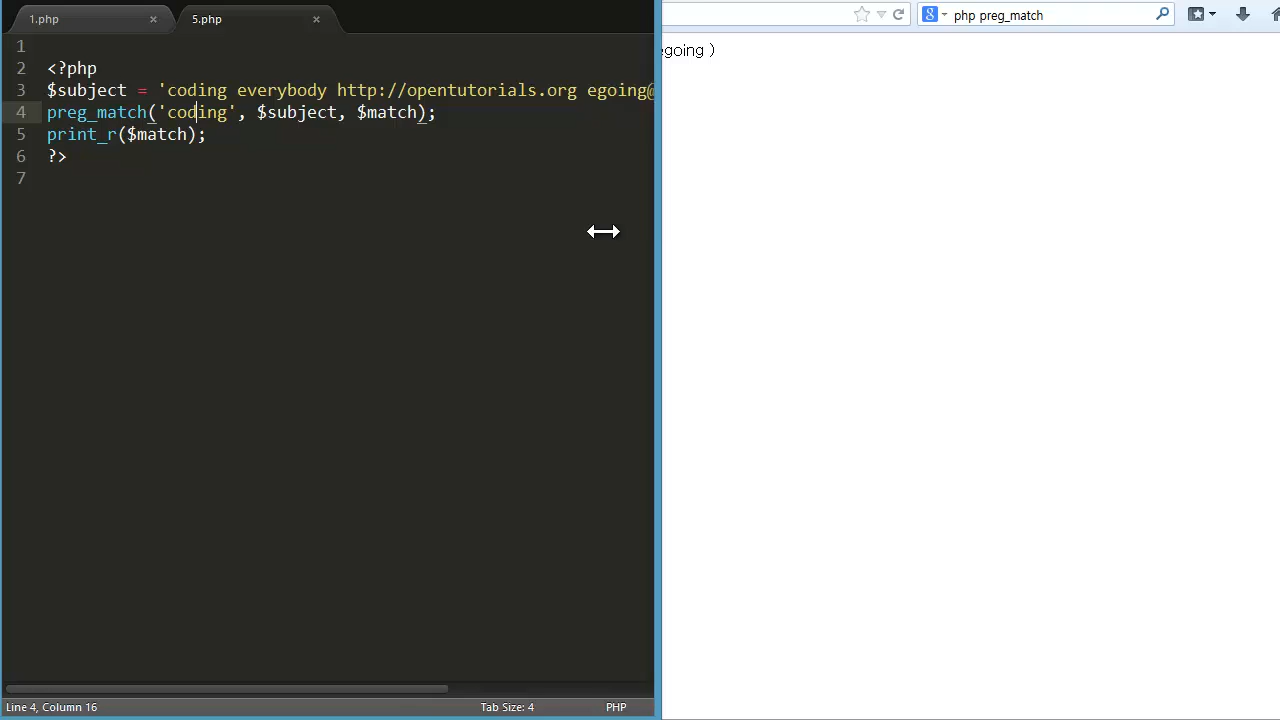 1.php × 5.php ×
php preg_match
egoing )
1
2 <?php
3 $subject = 'coding everybody http://opentutorials.org egoing@
4 preg_match('coding', $subject, $match);
5 print_r($match);
6 ?>
7
Line 4, Column 16 Tab Size: 4 PHP